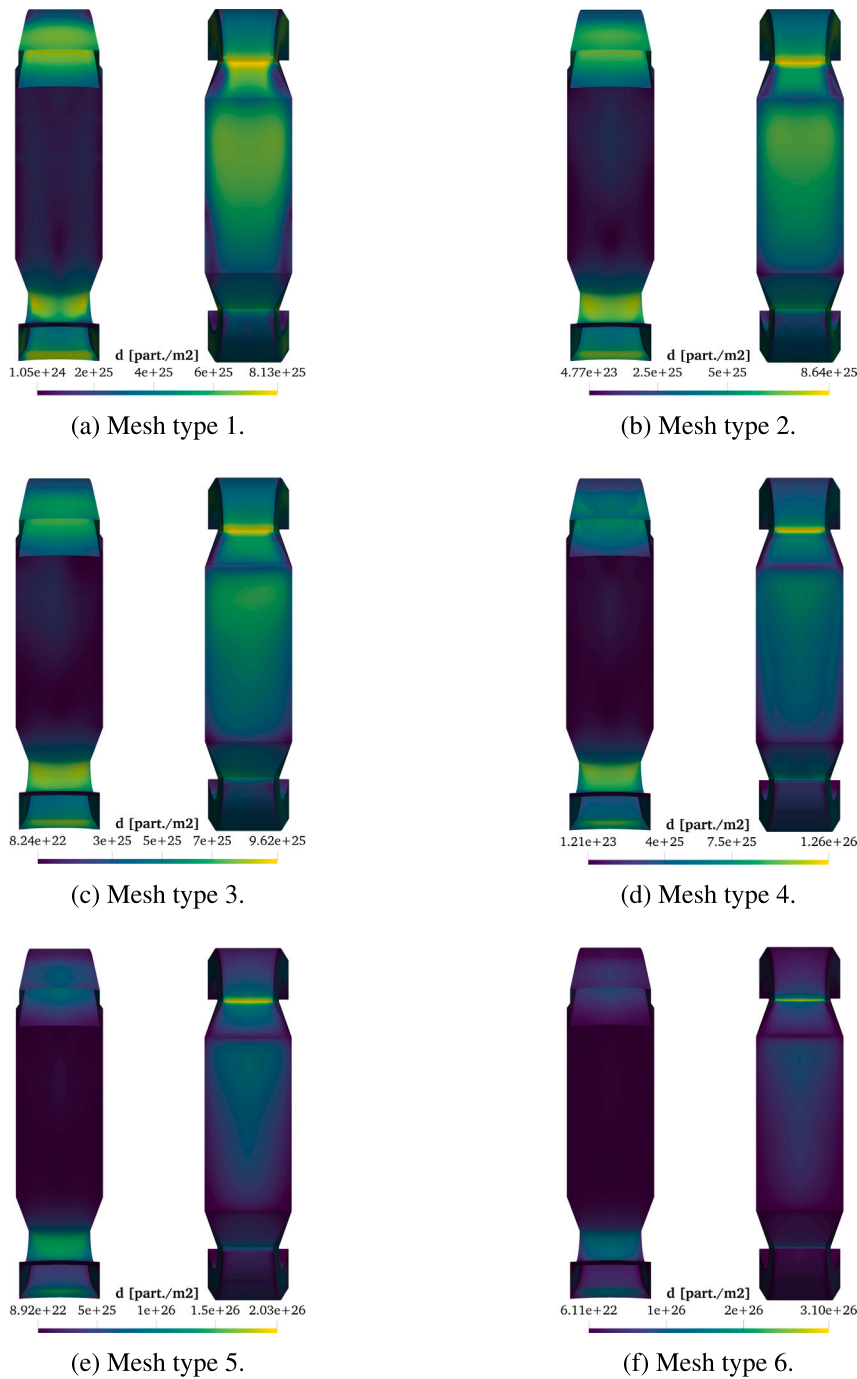 d [part./m2]
1.05e+24 2e+25 4e+25 6e+25 8.13e+25
(a) Mesh type 1.
d [part./m2]
4.77e+23 2.5e+25 5e+25 8.64e+25
(b) Mesh type 2.
d [part./m2]
8.24e+22 3e+25 5e+25 7e+25 9.62e+25
(c) Mesh type 3.
d [part./m2]
1.21e+23 4e+25 7.5e+25 1.26e+26
(d) Mesh type 4.
d [part./m2]
8.92e+22 5e+25 1e+26 1.5e+26 2.03e+26
(e) Mesh type 5.
d [part./m2]
6.11e+22 1e+26 2e+26 3.10e+26
(f) Mesh type 6.